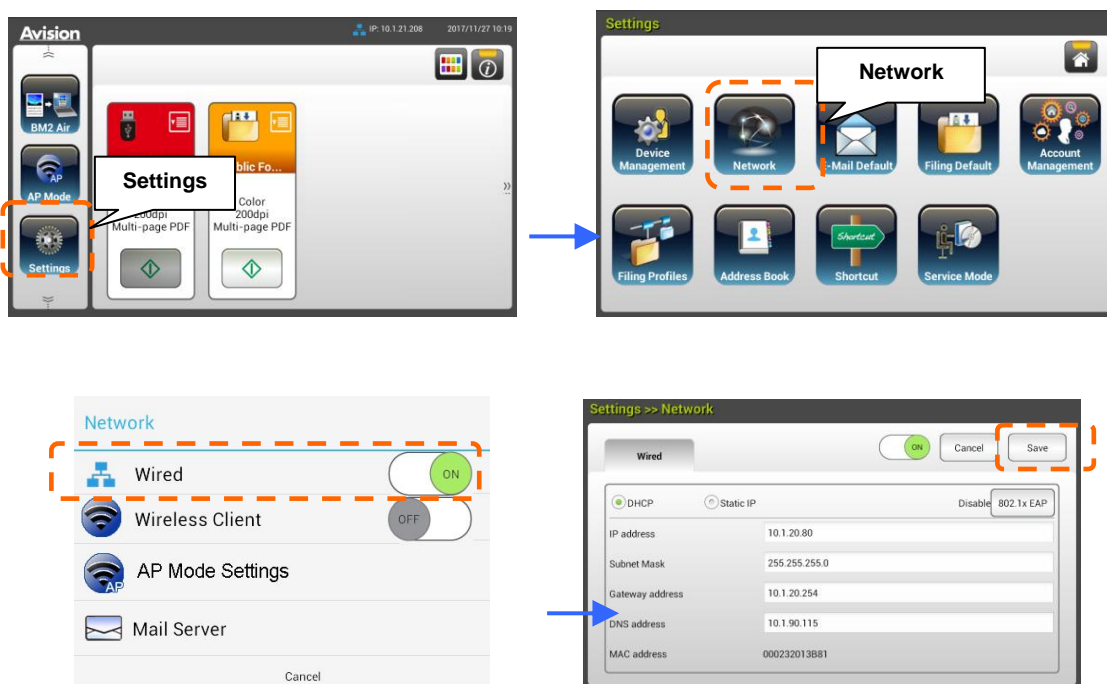 Avision
IP: 10.1.21.208
2017/11/27 10:19
BM2 Air
AP
AP Mode
Settings
Settings
blic Fo...
200dpi
Multi-page PDF
Color
200dpi
Multi-page PDF
Settings
Network
Device
Management
Network
-Mail Default
Filing Default
Account
Management
Filing Profiles
Address Book
Shortcut
Shortcut
Service Mode
Network
Wired
ON
Wireless Client
OFF
AP
AP Mode Settings
Mail Server
Cancel
Settings >> Network
Wired
ON
Cancel
Save
DHCP
Static IP
Disable
802.1x EAP
IP address
10.1.20.80
Subnet Mask
255.255.255.0
Gateway address
10.1.20.254
DNS address
10.1.90.115
MAC address
000232013B81